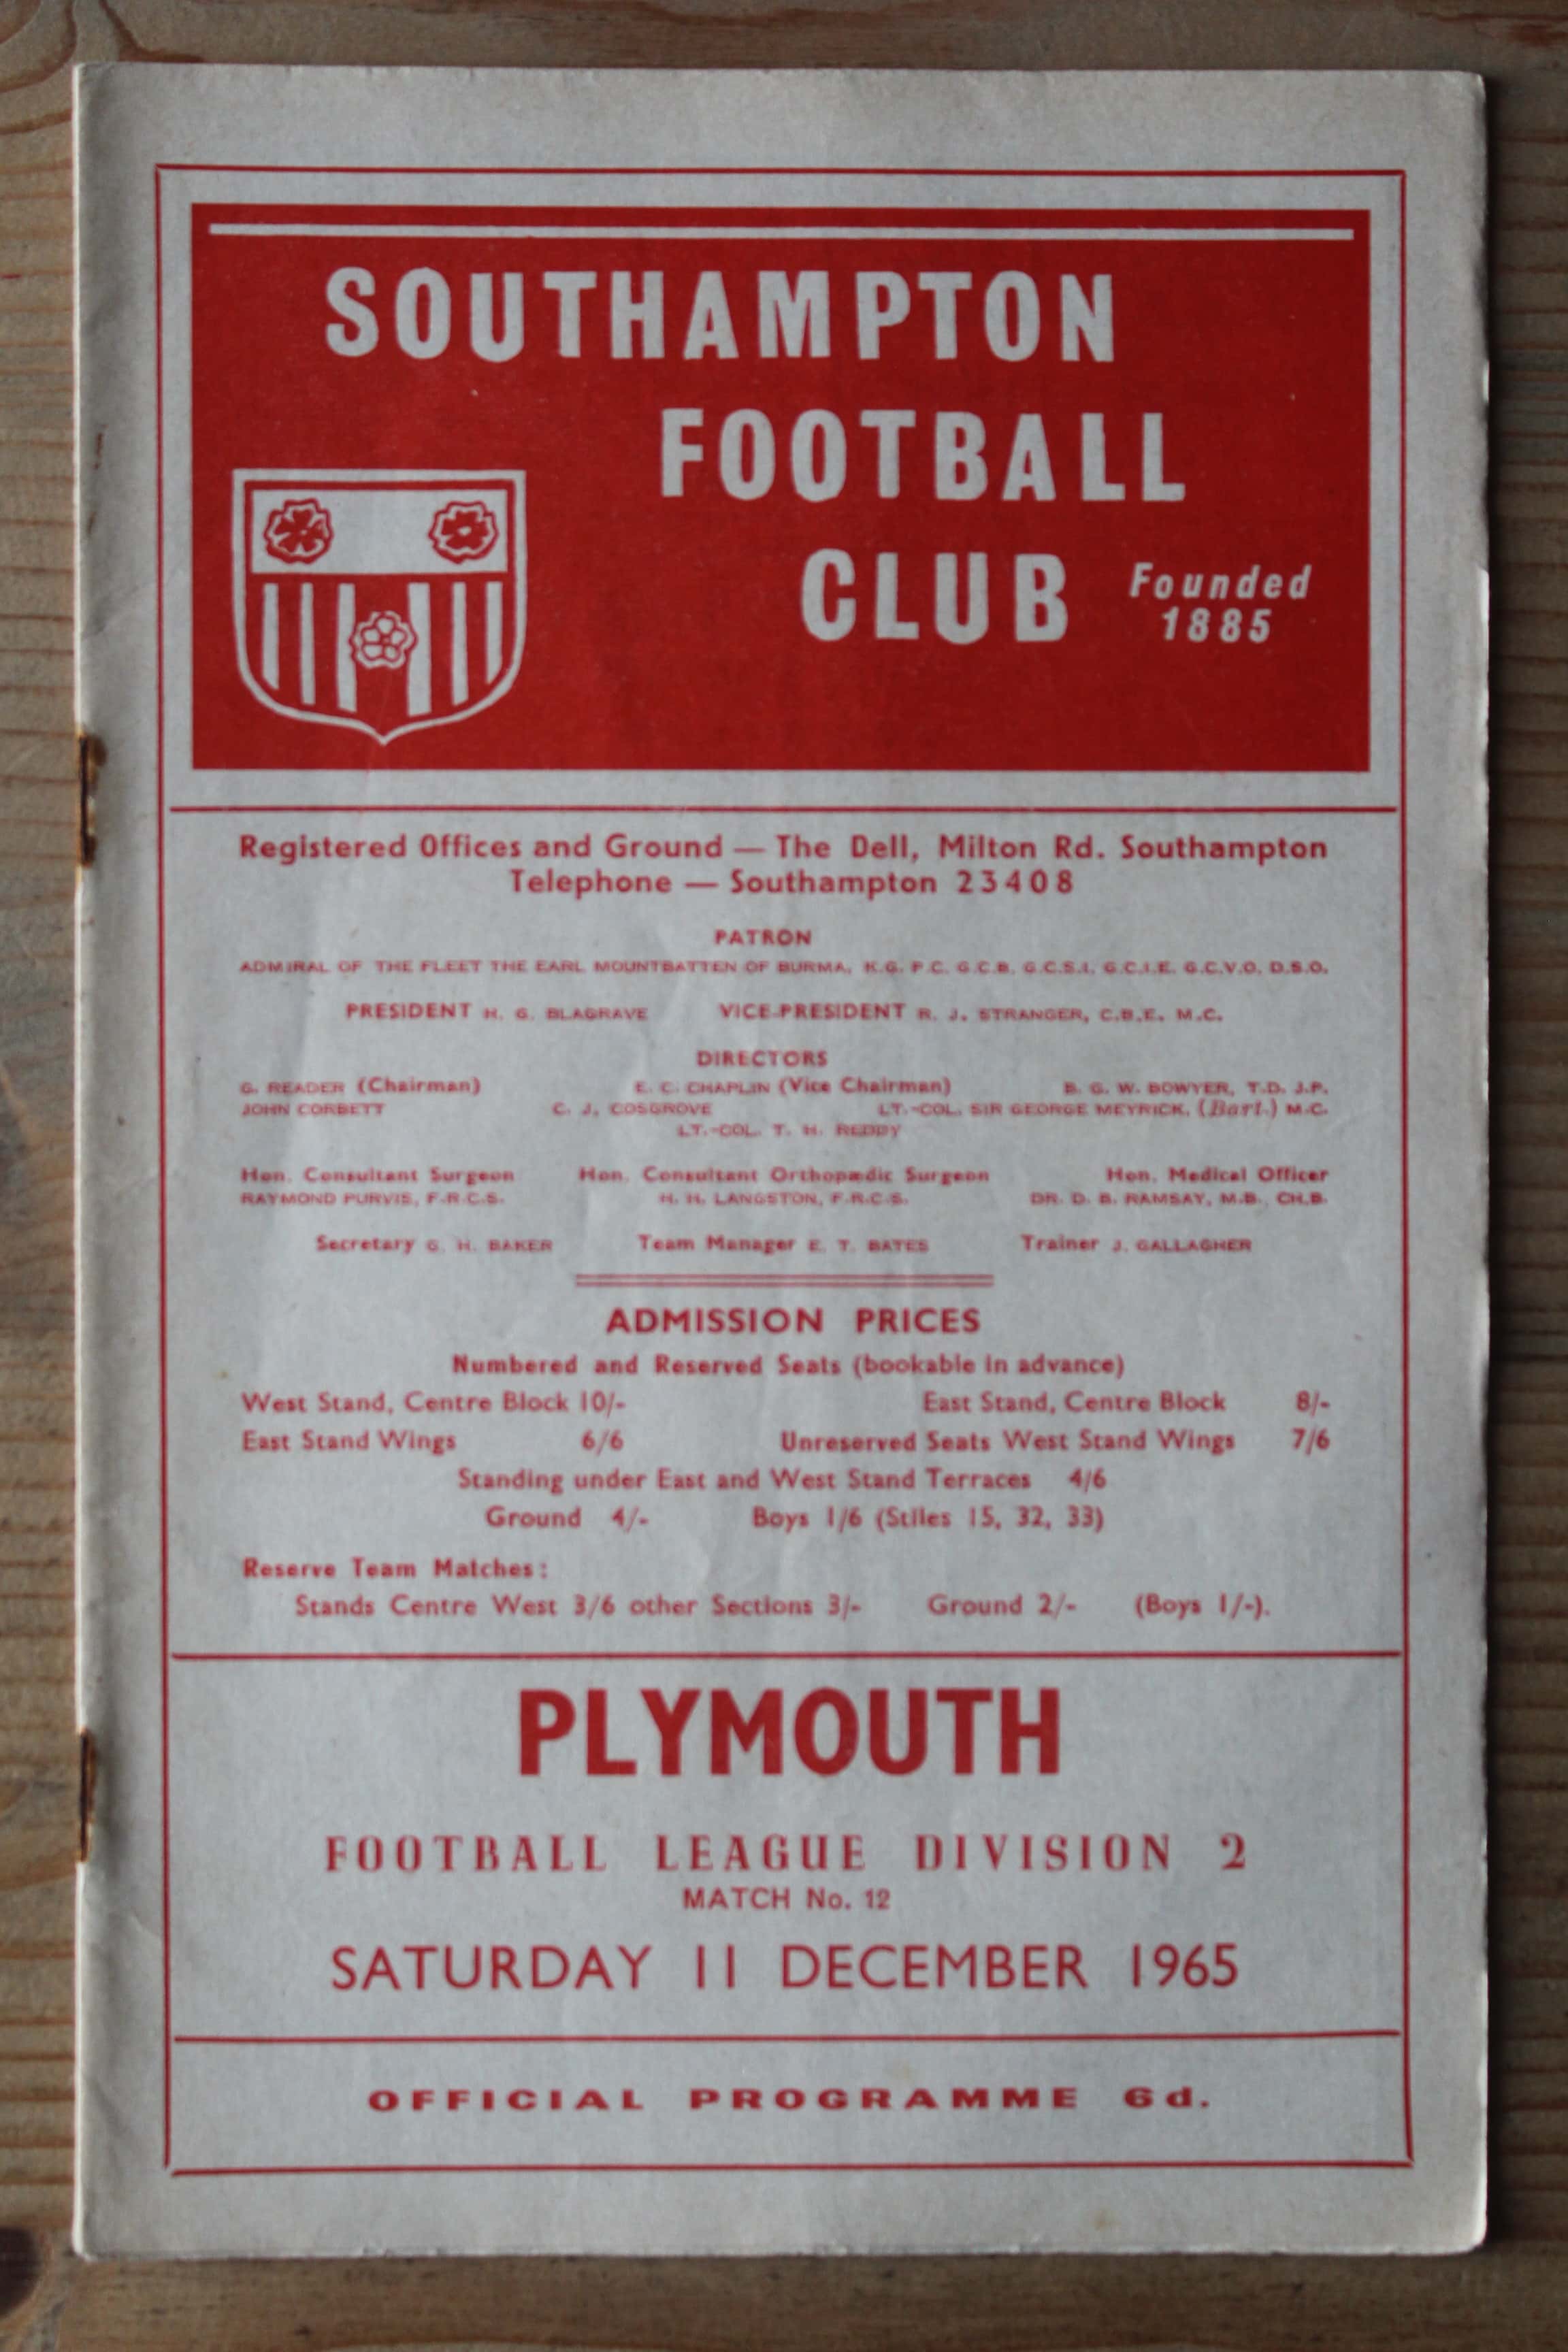 SOUTHAMPTON
FOOTBALL
CLUB
Founded
1885
Registered Offices and Ground — The Dell, Milton Rd. Southampton
Telephone — Southampton 23408
PATRON
ADMIRAL OF THE FLEET THE EARL MOUNTBATTEN OF BURMA, K.G. P.C. G.C.B. G.C.S.I. G.C.I.E. G.C.V.O. D.S.O.
PRESIDENT H. G. BLAGRAVE VICE-PRESIDENT R. J. STRANGER, C.B.E. M.C.
DIRECTORS
G. READER (Chairman) E. C. CHAPLIN (Vice Chairman) B. G. W. BOWYER, T.D. J.P.
JOHN CORBETT C. J. COSGROVE LT.-COL. SIR GEORGE MEYRICK, (Bart.) M.C.
LT.-COL. T. H. REDDY
Hon. Consultant Surgeon Hon. Consultant Orthopædic Surgeon Hon. Medical Officer
RAYMOND PURVIS, F.R.C.S. H. H. LANGSTON, F.R.C.S. DR. D. B. RAMSAY, M.B., CH.B.
Secretary G. H. BAKER Team Manager E. T. BATES Trainer J. GALLAGHER
ADMISSION PRICES
Numbered and Reserved Seats (bookable in advance)
West Stand, Centre Block 10/- East Stand, Centre Block 8/-
East Stand Wings 6/6 Unreserved Seats West Stand Wings 7/6
Standing under East and West Stand Terraces 4/6
Ground 4/- Boys 1/6 (Stiles 15, 32, 33)
Reserve Team Matches:
Stands Centre West 3/6 other Sections 3/- Ground 2/- (Boys 1/-).
PLYMOUTH
FOOTBALL LEAGUE DIVISION 2
MATCH No. 12
SATURDAY 11 DECEMBER 1965
OFFICIAL PROGRAMME 6d.